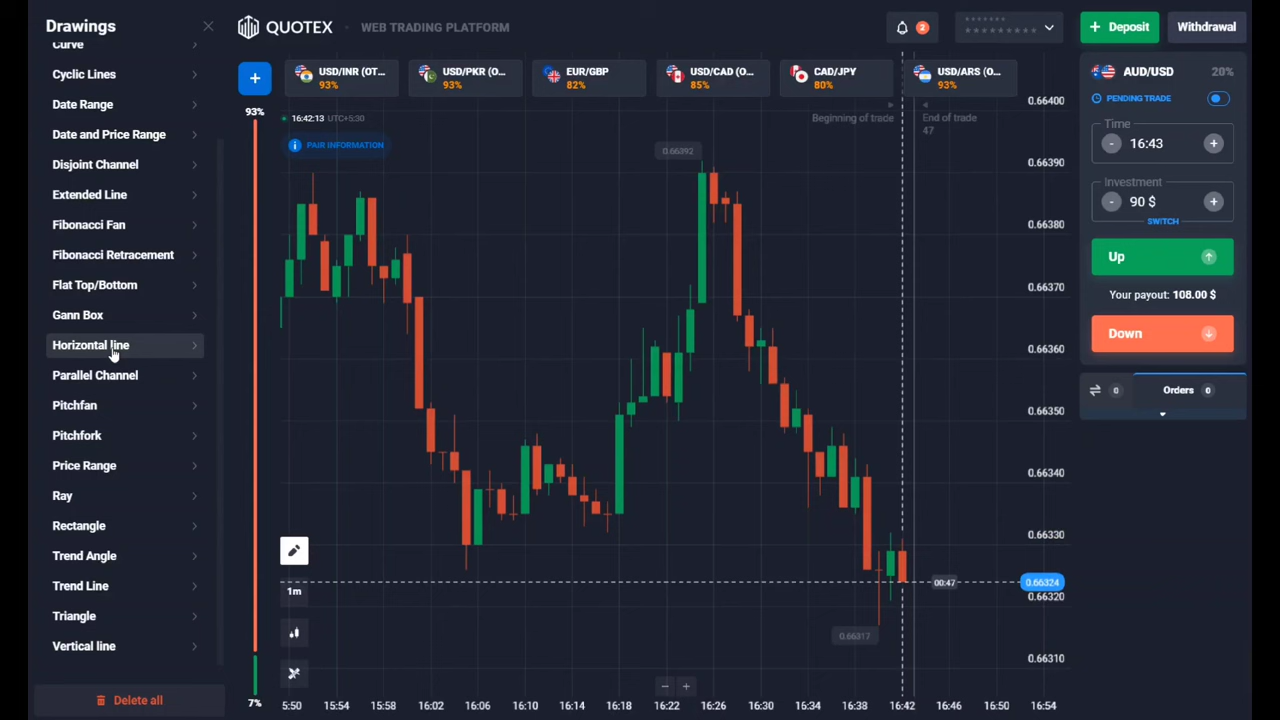 Drawings
Curve
Cyclic Lines
Date Range
Date and Price Range
Disjoint Channel
Extended Line
Fibonacci Fan
Fibonacci Retracement
Flat Top/Bottom
Gann Box
Horizontal line
Parallel Channel
Pitchfan
Pitchfork
Price Range
Ray
Rectangle
Trend Angle
Trend Line
Triangle
Vertical line
Delete all
QUOTEX
WEB TRADING PLATFORM
3
*******
**********
+ Deposit
Withdrawal
+
USD/INR (OT...
93%
USD/PKR (O...
93%
EUR/GBP
82%
USD/CAD (O...
85%
CAD/JPY
80%
USD/ARS (O...
93%
93%
7%
16:42:13 UTC+5:30
PAIR INFORMATION
Beginning of trade
End of trade
47
0.66392
0.66317
00:47
1m
0.66400
0.66390
0.66380
0.66370
0.66360
0.66350
0.66340
0.66330
0.66324
0.66320
0.66310
5:50 15:54 15:58 16:02 16:06 16:10 16:14 16:18 16:22 16:26 16:30 16:34 16:38 16:42 16:46 16:50 16:54
AUD/USD 20%
PENDING TRADE
Time
- 16:43 +
Investment
- 90 $ +
SWITCH
Up
Your payout: 108.00 $
Down
0
Orders 0